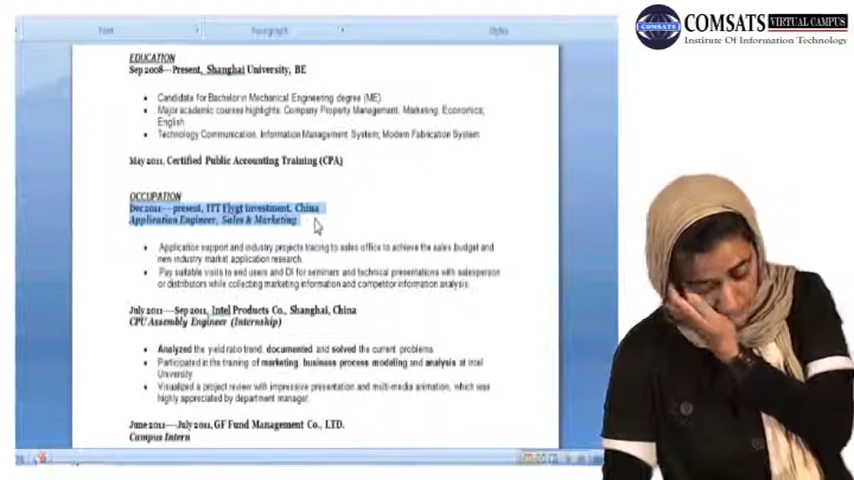 COMSATS VIRTUAL CAMPUS
Institute Of Information Technology
Font Paragraph Styles
EDUCATION
Sep 2008---Present, Shanghai University, BE
Candidate for Bachelor in Mechanical Engineering degree (ME)
Major academic courses highlights: Company Property Management, Marketing, Economics,
English
Technology Communication, Information Management System, Modern Fabrication System
May 2011, Certified Public Accounting Training (CPA)
OCCUPATION
Dec 2011---present, ITT Flygt Investment, China
Application Engineer, Sales & Marketing
Application support and industry projects tracing to sales office to achieve the sales budget and
new industry market application research
Pay suitable visits to end users and DI for seminars and technical presentations with salesperson
or distributors while collecting marketing information and competitor information analysis
July 2011---Sep 2011, Intel Products Co., Shanghai, China
CPU Assembly Engineer (Internship)
Analyzed the yield ratio trend, documented and solved the current problems
Participated in the training of marketing, business process modeling and analysis at Intel
University
Visualized a project review with impressive presentation and multi-media animation, which was
highly appreciated by department manager.
June 2011---July 2011, GF Fund Management Co., LTD.
Campus Intern